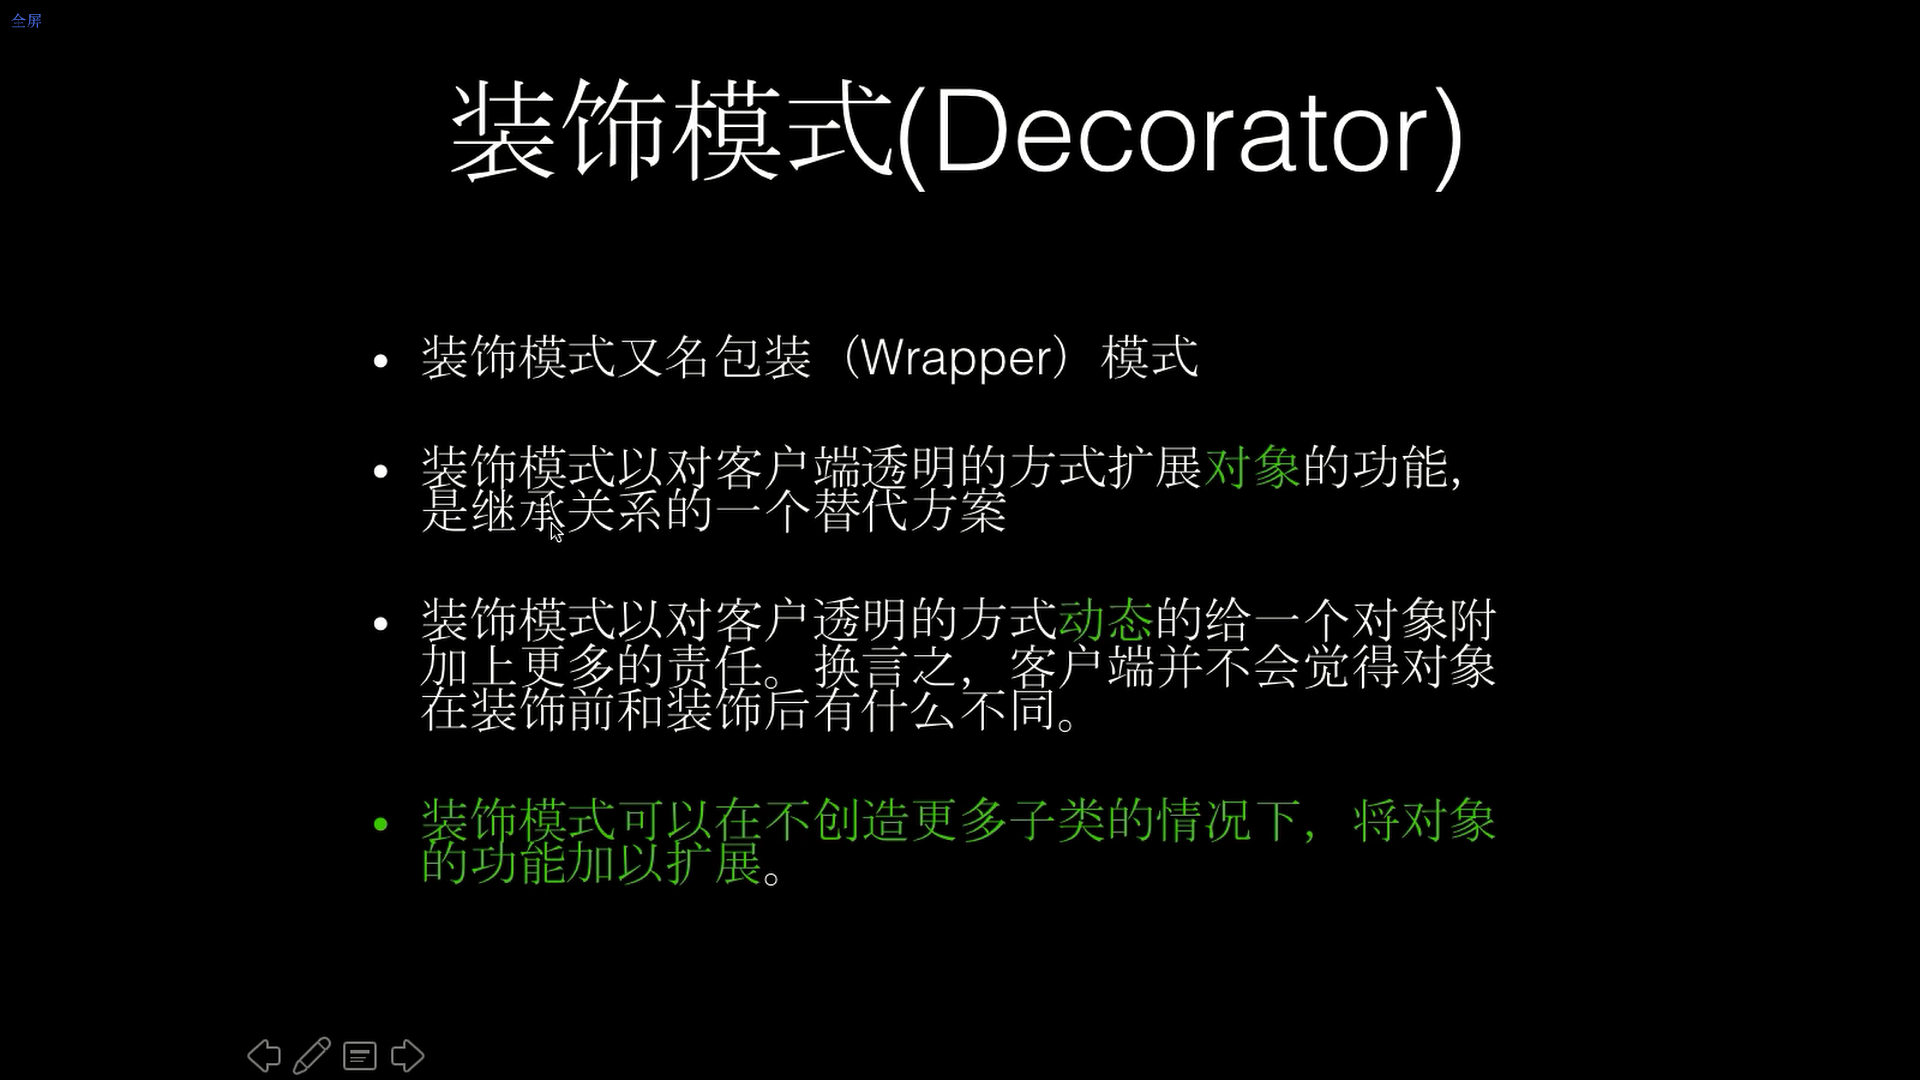 全屏
装饰模式(Decorator)
装饰模式又名包装（Wrapper）模式
装饰模式以对客户端透明的方式扩展对象的功能，
是继承关系的一个替代方案
装饰模式以对客户透明的方式动态的给一个对象附
加上更多的责任。换言之，客户端并不会觉得对象
在装饰前和装饰后有什么不同。
装饰模式可以在不创造更多子类的情况下，将对象
的功能加以扩展。